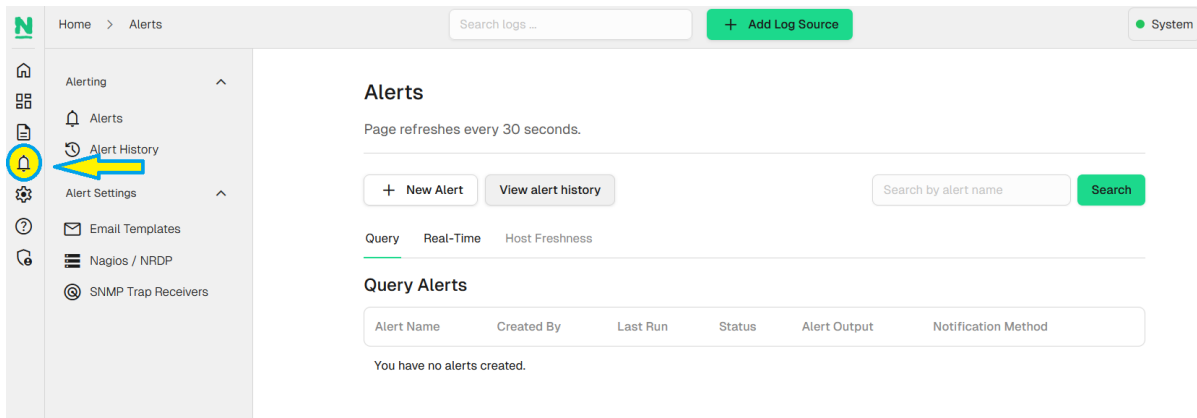 Home > Alerts
Search logs ...
+ Add Log Source
System
Alerting
Alerts
Alert History
Alert Settings
Email Templates
Nagios / NRDP
SNMP Trap Receivers
Alerts
Page refreshes every 30 seconds.
+ New Alert
View alert history
Search by alert name
Search
Query Real-Time Host Freshness
Query Alerts
Alert Name Created By Last Run Status Alert Output Notification Method
You have no alerts created.